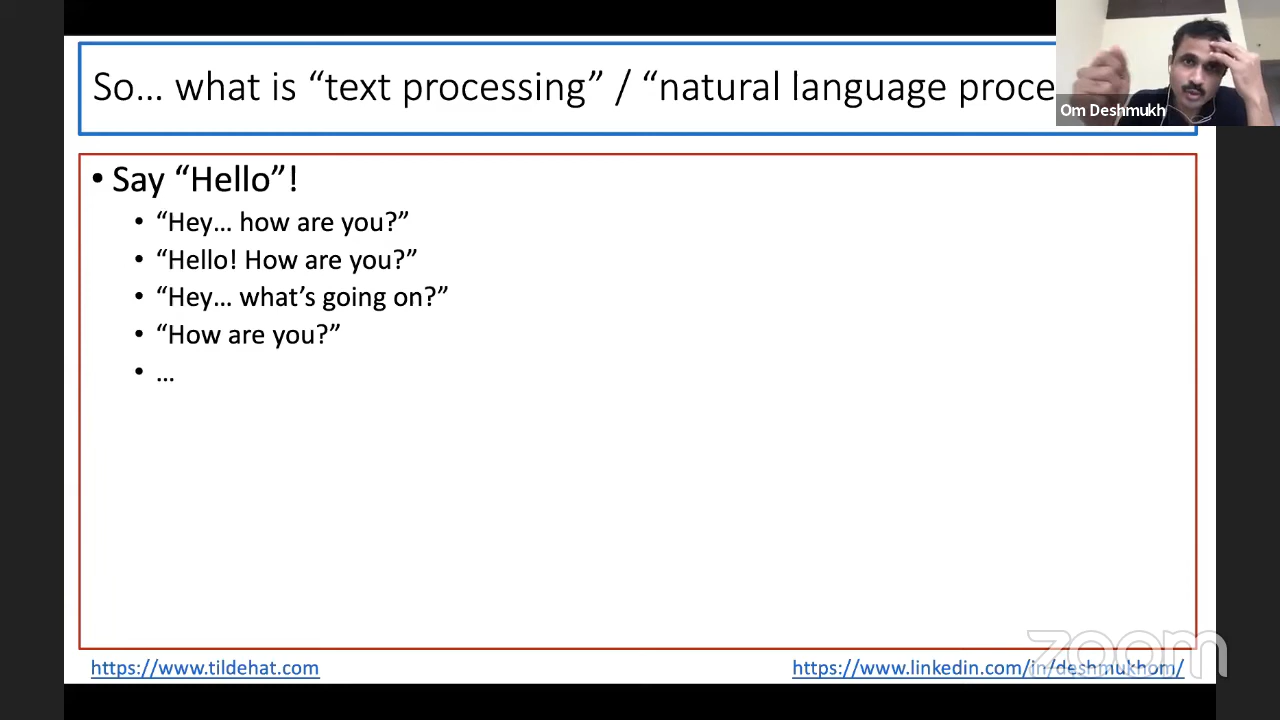 So… what is “text processing” / “natural language proce
Om Deshmukh
• Say “Hello”!
• “Hey… how are you?”
• “Hello! How are you?”
• “Hey… what’s going on?”
• “How are you?”
• …
https://www.tildehat.com
https://www.linkedin.com/in/deshmukhom/
zoom